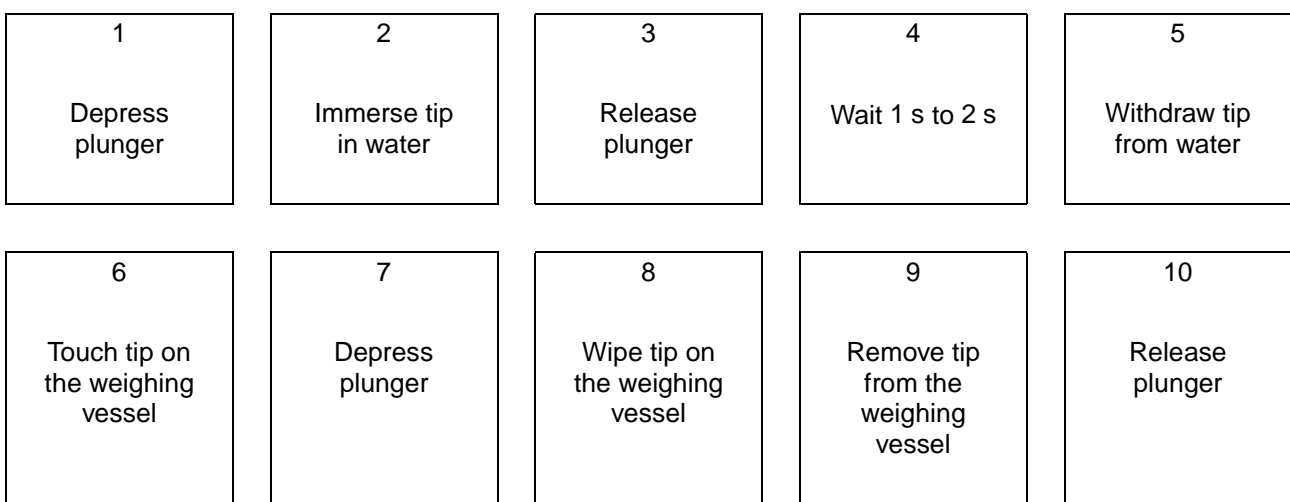 1
Depress
plunger
2
Immerse tip
in water
3
Release
plunger
4
Wait 1 s to 2 s
5
Withdraw tip
from water
6
Touch tip on
the weighing
vessel
7
Depress
plunger
8
Wipe tip on
the weighing
vessel
9
Remove tip
from the
weighing
vessel
10
Release
plunger